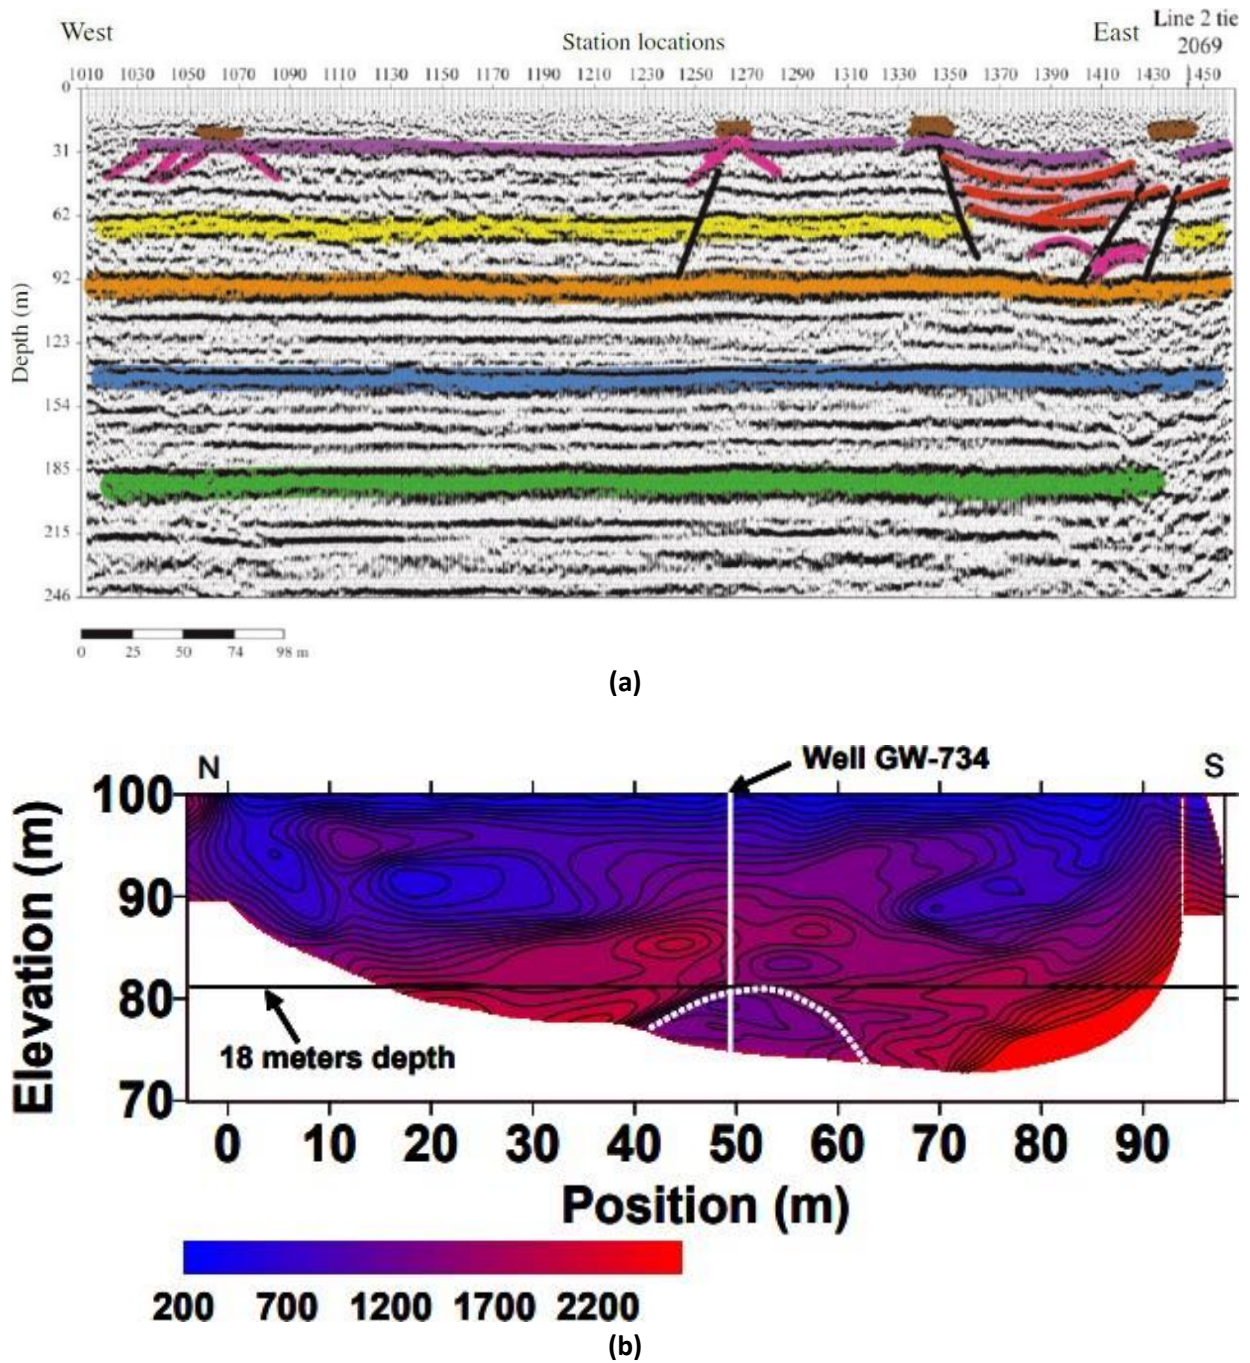 West
Station locations
East
Line 2 tie
2069
1010 1030 1050 1070 1090 1110 1130 1150 1170 1190 1210 1230 1250 1270 1290 1310 1330 1350 1370 1390 1410 1430 1450
0
31
62
92
123
154
185
215
246
Depth (m)
0 25 50 74 98 m
(a)
N
Well GW-734
S
100
90
80
70
Elevation (m)
18 meters depth
0 10 20 30 40 50 60 70 80 90
Position (m)
200 700 1200 1700 2200
(b)